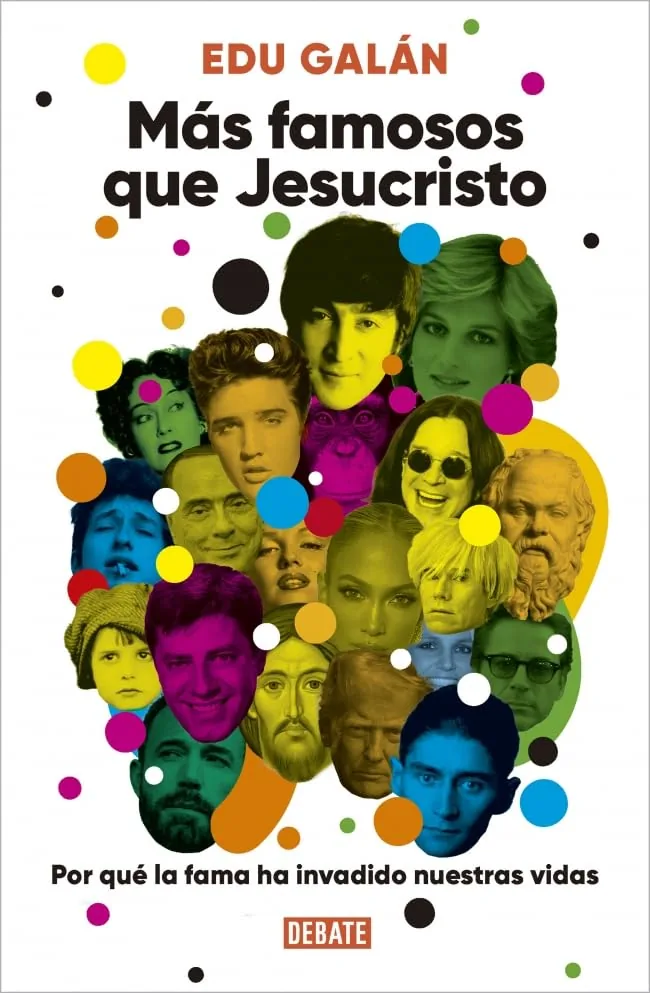 EDU GALÁN
Más famosos
que Jesucristo
Por qué la fama ha invadido nuestras vidas
DEBATE